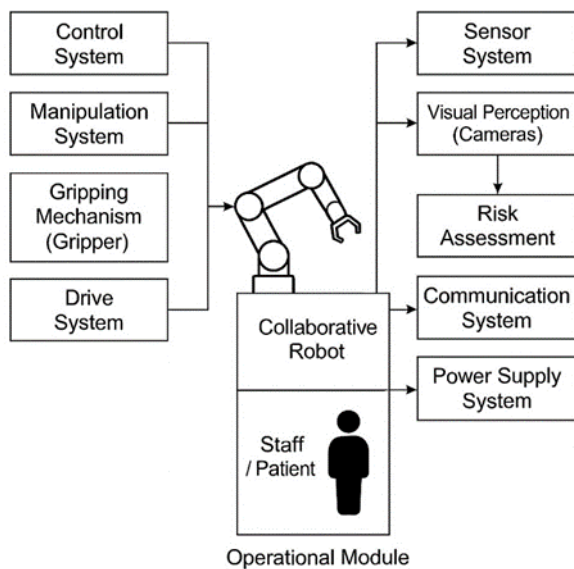 Control
System
Manipulation
System
Gripping
Mechanism
(Gripper)
Drive
System
Collaborative
Robot
Staff
/ Patient
Operational Module
Sensor
System
Visual Perception
(Cameras)
Risk
Assessment
Communication
System
Power Supply
System